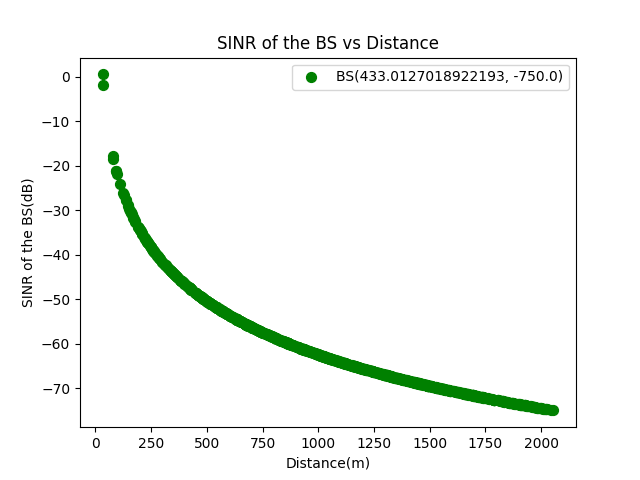 SINR of the BS vs Distance
BS(433.0127018922193, -750.0)
SINR of the BS(dB)
0
−10
−20
−30
−40
−50
−60
−70
0 250 500 750 1000 1250 1500 1750 2000
Distance(m)